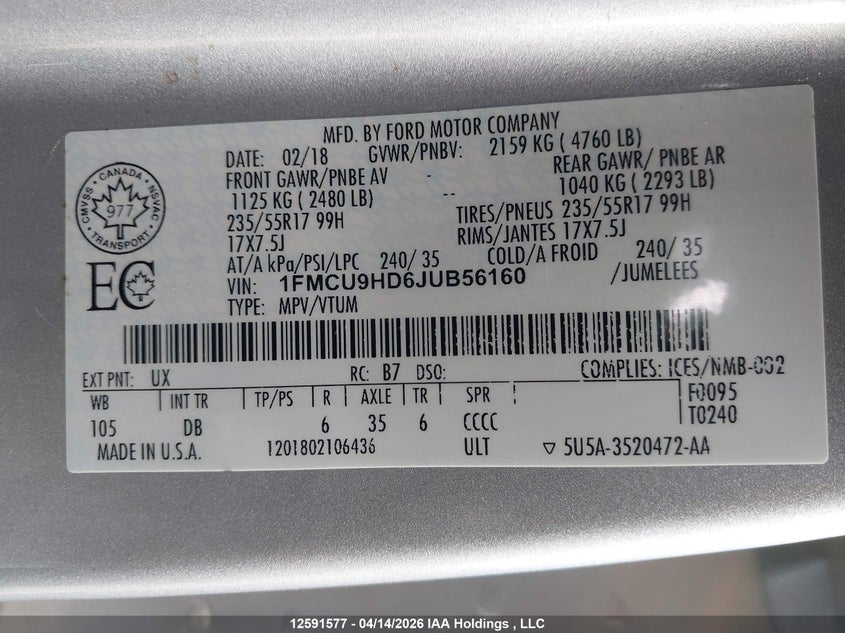 MFD. BY FORD MOTOR COMPANY
DATE: 02/18 GVWR/PNBV: 2159 KG ( 4760 LB)
FRONT GAWR/PNBE AV - REAR GAWR/ PNBE AR
1125 KG ( 2480 LB) -- 1040 KG ( 2293 LB)
235/55R17 99H TIRES/PNEUS 235/55R17 99H
17X7.5J RIMS/JANTES 17X7.5J
AT/A kPa/PSI/LPC 240/ 35 COLD/A FROID 240/ 35
VIN: 1FMCU9HD6JUB56160 /JUMELEES
TYPE: MPV/VTUM
CMVSS · CANADA · NSVAC
977
TRANSPORT
EC
EXT PNT: UX RC: B7 DSO: COMPLIES: ICES/NMB-002
WB INT TR TP/PS R AXLE TR SPR F0095
105 DB 6 35 6 CCCC T0240
MADE IN U.S.A. 1201802106436 ULT ▽ 5U5A-3520472-AA
12591577 - 04/14/2026 IAA Holdings , LLC